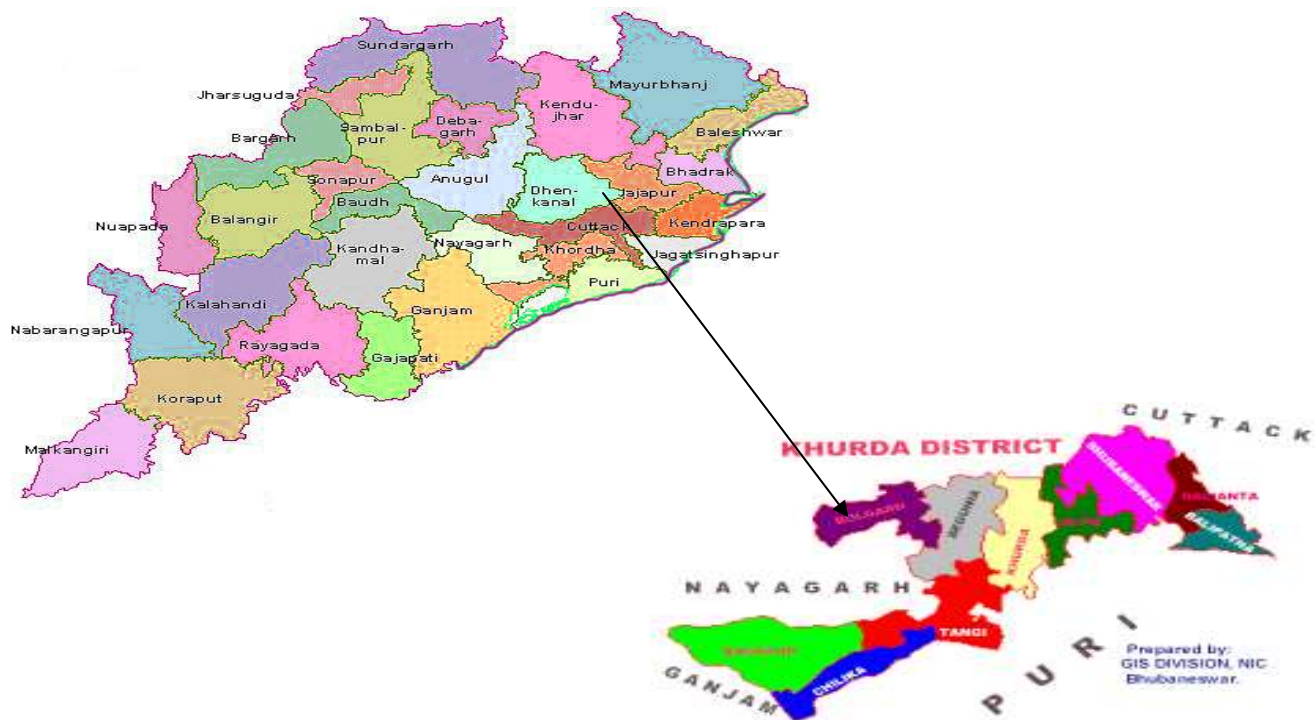 Sundargarh
Mayurbhanj
Jharsuguda
Kendu-
jhar
Sambal-
pur
Deba-
garh
Baleshwar
Bargarh
Bhadrak
Sonapur
Anugul
Dhen-
kanal
Jajapur
Baudh
Nuapada
Balangir
Cuttack
Kendrapara
Nayagarh
Kandha-
mal
Khordha
Jagatsinghapur
Puri
Kalahandi
Nabarangapur
Ganjam
Rayagada
Gajapati
Koraput
Malkangiri
CUTTACK
KHURDA DISTRICT
BHUBANESWAR
BALIANTA
BALIPATNA
BOLGARH
BEGUNIA
KHURDA
NAYAGARH
TANGI
PURI
GANJAM
CHILIKA
Prepared by:
GIS DIVISION, NIC
Bhubaneswar.